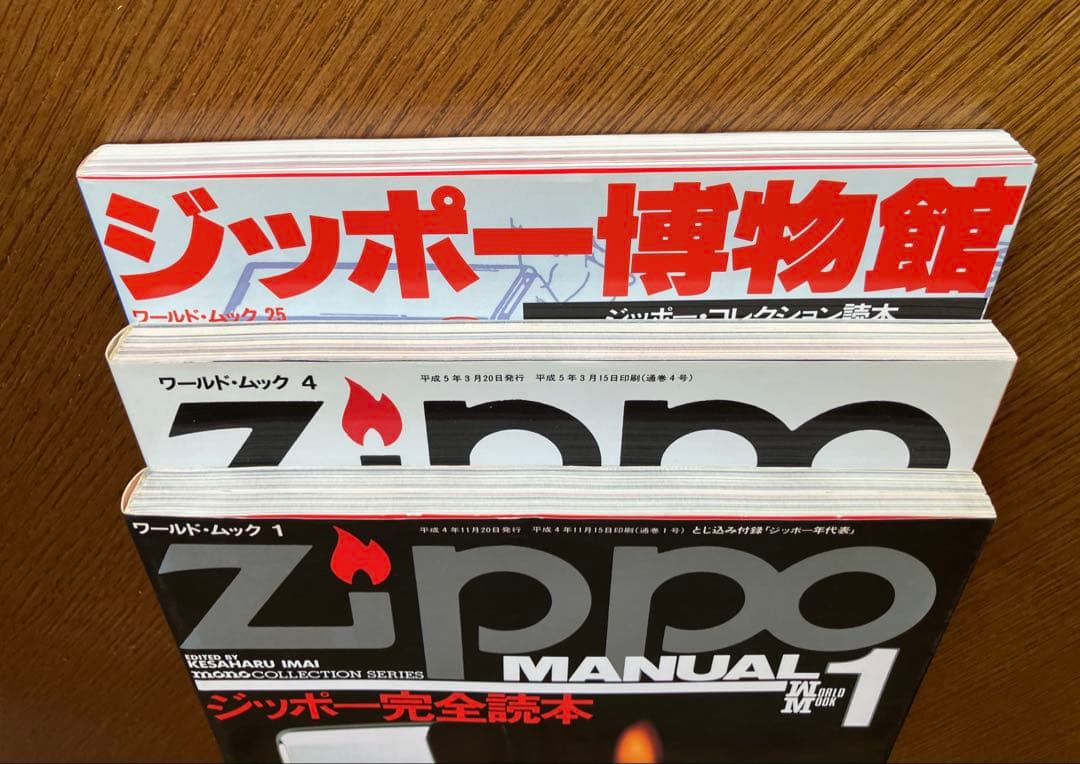 ジッポー博物館
ワールド・ムック 25
ジッポー・コレクション読本
ワールド・ムック 4
平成5年3月20日発行 平成5年3月15日印刷(通巻4号)
Zippo
ワールド・ムック 1
平成4年11月20日発行 平成4年11月15日印刷(通巻1号) とじ込み付録「ジッポー年代表」
Zippo
EDITED BY
KESAHARU IMAI
mono COLLECTION SERIES
MANUAL 1
WORLD
MOOK
ジッポー完全読本